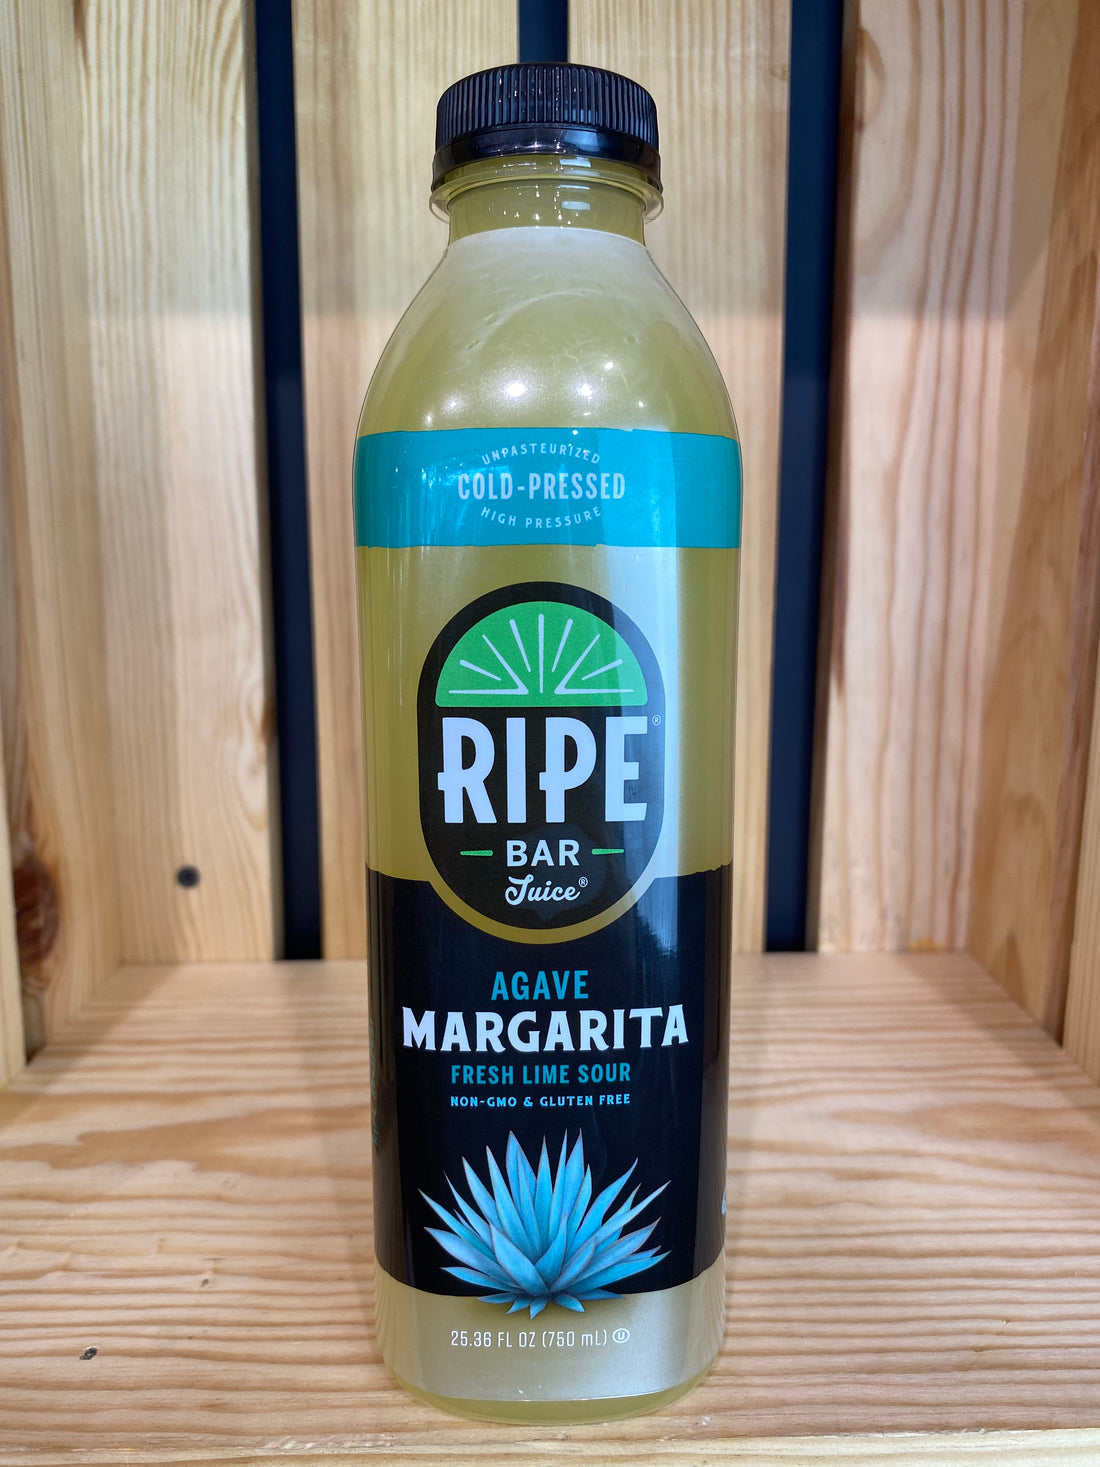 UNPASTEURIZED
COLD-PRESSED
HIGH PRESSURE
RIPE®
BAR
Juice®
AGAVE
MARGARITA
FRESH LIME SOUR
NON-GMO & GLUTEN FREE
25.36 FL OZ (750 mL) Ⓤ